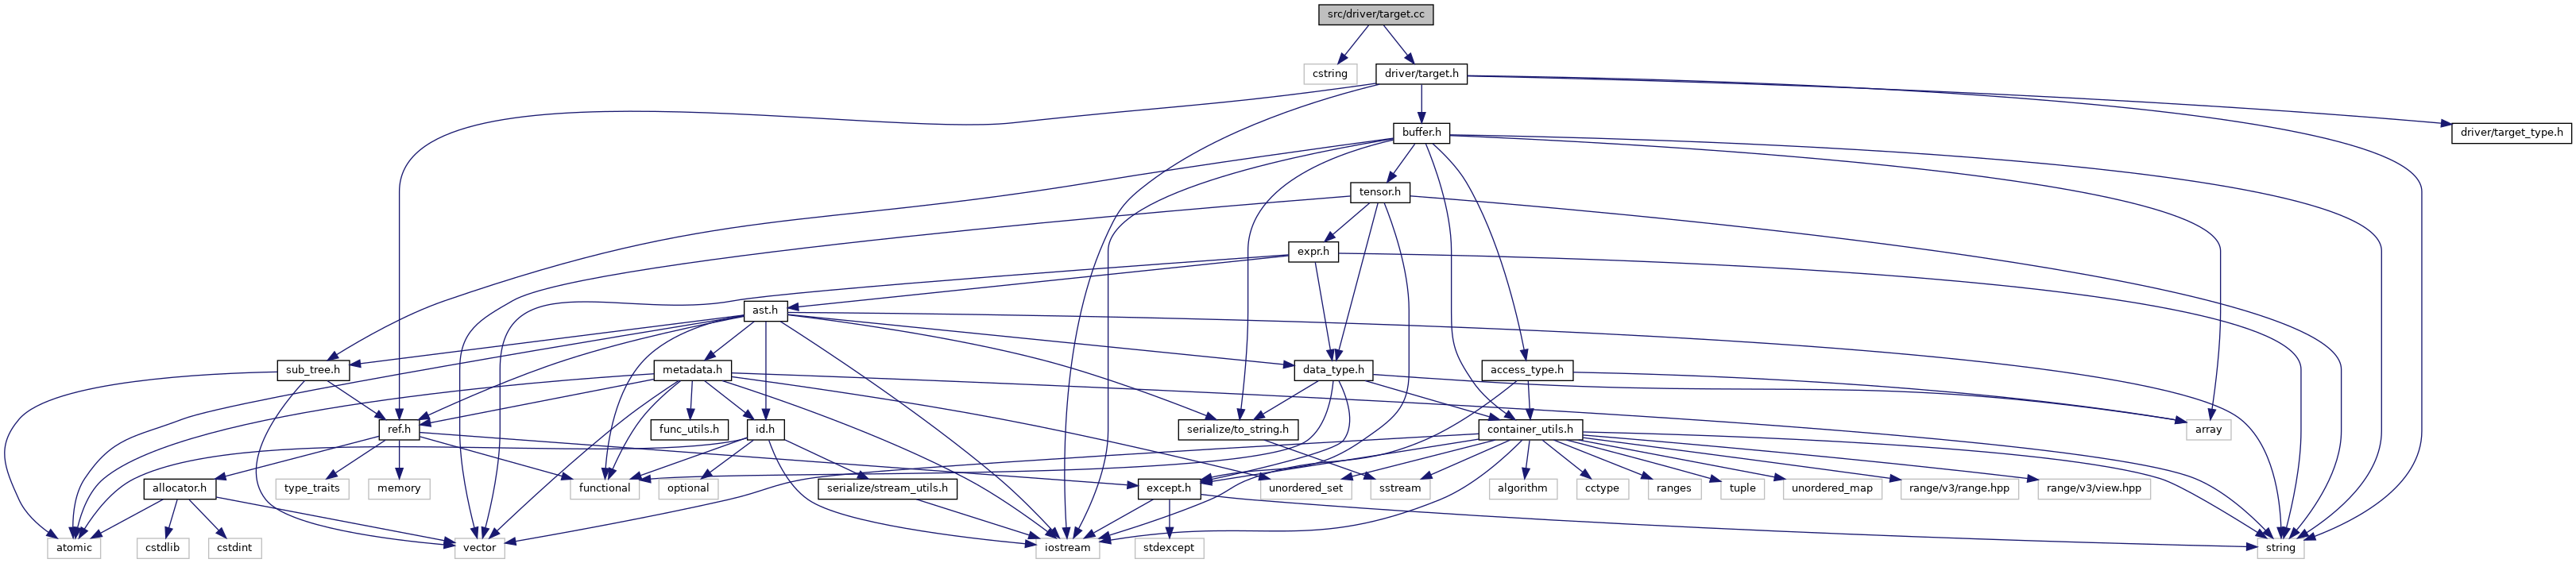 src/driver/target.cc
cstring
driver/target.h
buffer.h
driver/target_type.h
tensor.h
expr.h
ast.h
sub_tree.h
metadata.h
data_type.h
access_type.h
ref.h
func_utils.h
id.h
serialize/to_string.h
container_utils.h
array
allocator.h
type_traits
memory
functional
optional
serialize/stream_utils.h
except.h
unordered_set
sstream
algorithm
cctype
ranges
tuple
unordered_map
range/v3/range.hpp
range/v3/view.hpp
atomic
cstdlib
cstdint
vector
iostream
stdexcept
string